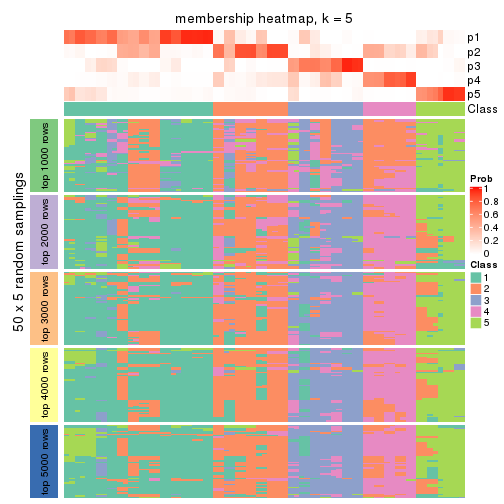 membership heatmap, k = 5
p1
p2
p3
p4
p5
Class
50 x 5 random samplings
top 1000 rows
top 2000 rows
top 3000 rows
top 4000 rows
top 5000 rows
Prob
1
0.8
0.6
0.4
0.2
0
Class
1
2
3
4
5